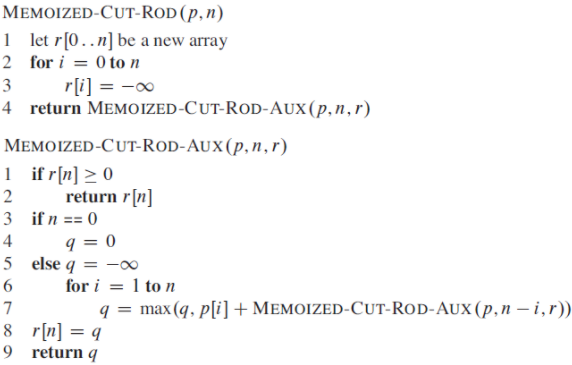 MEMOIZED-CUT-ROD(p, n)
1 let r[0..n] be a new array
2 for i = 0 to n
3 r[i] = −∞
4 return MEMOIZED-CUT-ROD-AUX(p, n, r)
MEMOIZED-CUT-ROD-AUX(p, n, r)
1 if r[n] ≥ 0
2 return r[n]
3 if n == 0
4 q = 0
5 else q = −∞
6 for i = 1 to n
7 q = max(q, p[i] + MEMOIZED-CUT-ROD-AUX(p, n − i, r))
8 r[n] = q
9 return q